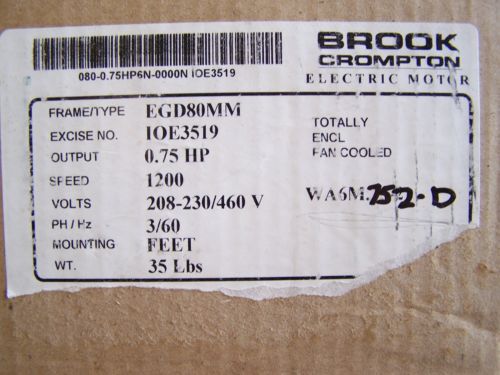 080-0.75HP6N-0000N IOE3519
BROOK
CROMPTON
ELECTRIC MOTOR
FRAME/TYPE EGD80MM
EXCISE NO. IOE3519
OUTPUT 0.75 HP
SPEED 1200
VOLTS 208-230/460 V
PH / Hz 3/60
MOUNTING FEET
WT. 35 Lbs
TOTALLY
ENCL
FAN COOLED
WA6M.752-D